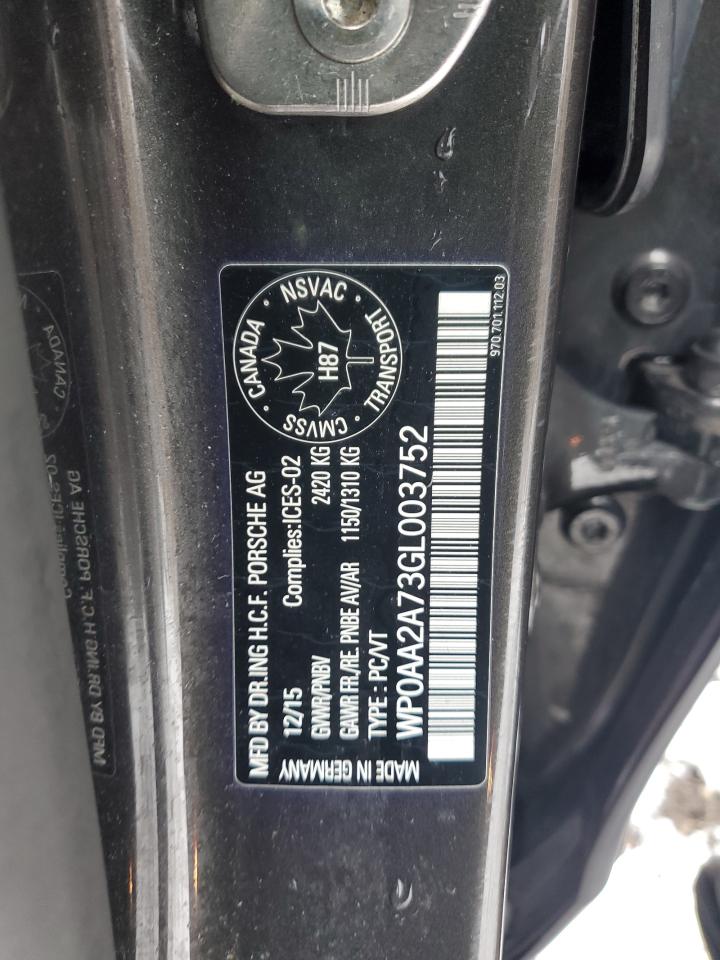 MADE IN GERMANY
MFD BY DR.ING H.C.F. PORSCHE AG
12/15 Complies:ICES-02
GVWR/PNBV 2420 KG
GAWR FR./RE. PNBE AV/AR 1150/1310 KG
TYPE : PC/VT
WP0AA2A73GL003752
CANADA · NSVAC · TRANSPORT · CMVSS ·
H87
970.701.112.03